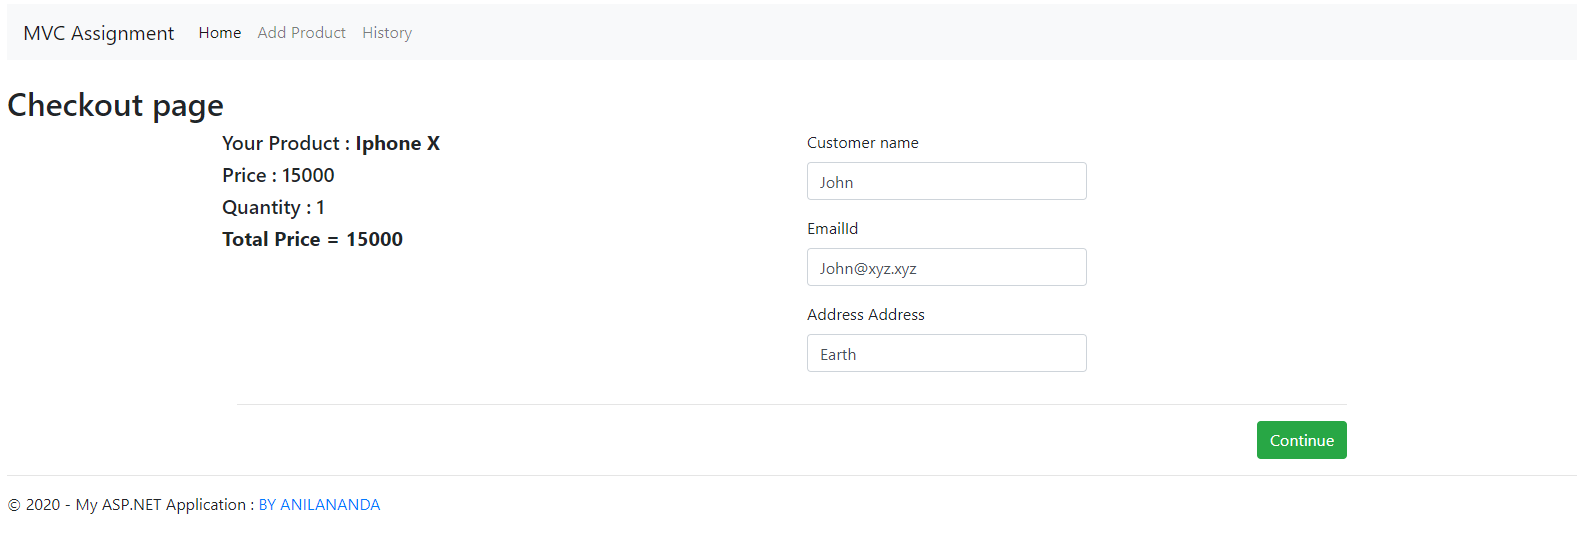 MVC Assignment Home Add Product History
Checkout page
Your Product : Iphone X
Price : 15000
Quantity : 1
Total Price = 15000
Customer name
John
EmailId
John@xyz.xyz
Address Address
Earth
Continue
© 2020 - My ASP.NET Application : BY ANILANANDA